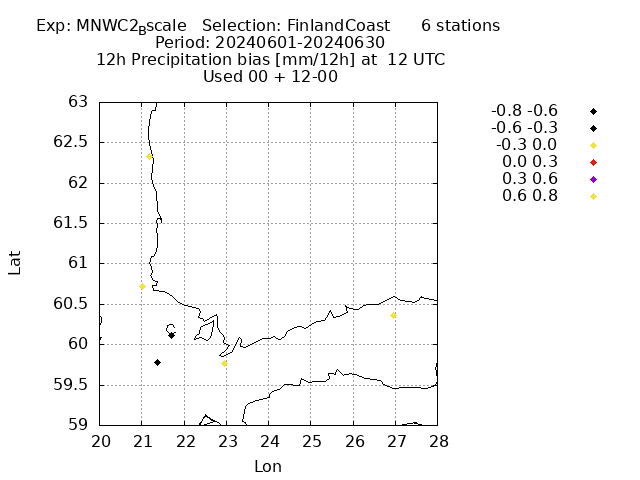 Exp: MNWC2Bscale Selection: FinlandCoast 6 stations
Period: 20240601-20240630
12h Precipitation bias [mm/12h] at 12 UTC
Used 00 + 12-00
-0.8 -0.6
-0.6 -0.3
-0.3 0.0
0.0 0.3
0.3 0.6
0.6 0.8
63
62.5
62
61.5
61
60.5
60
59.5
59
Lat
20 21 22 23 24 25 26 27 28
Lon